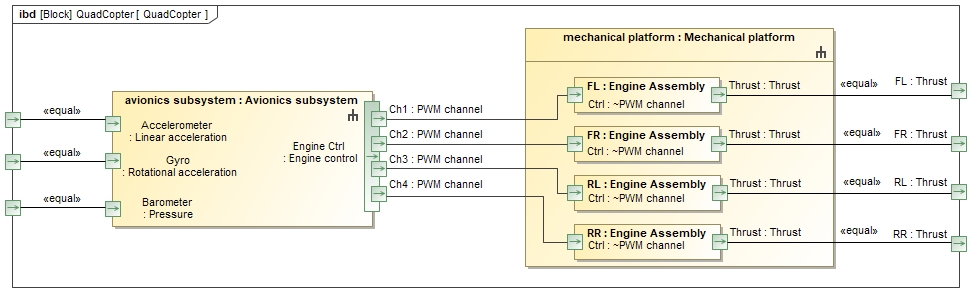 ibd [Block] QuadCopter [ QuadCopter ]
mechanical platform : Mechanical platform
avionics subsystem : Avionics subsystem
«equal»
Accelerometer
: Linear acceleration
«equal»
Gyro
: Rotational acceleration
«equal»
Barometer
: Pressure
Engine Ctrl
: Engine control
Ch1 : PWM channel
Ch2 : PWM channel
Ch3 : PWM channel
Ch4 : PWM channel
FL : Engine Assembly
Ctrl : ~PWM channel
Thrust : Thrust
«equal»
FL : Thrust
FR : Engine Assembly
Ctrl : ~PWM channel
Thrust : Thrust
«equal»
FR : Thrust
RL : Engine Assembly
Ctrl : ~PWM channel
Thrust : Thrust
«equal»
RL : Thrust
RR : Engine Assembly
Ctrl : ~PWM channel
Thrust : Thrust
«equal»
RR : Thrust